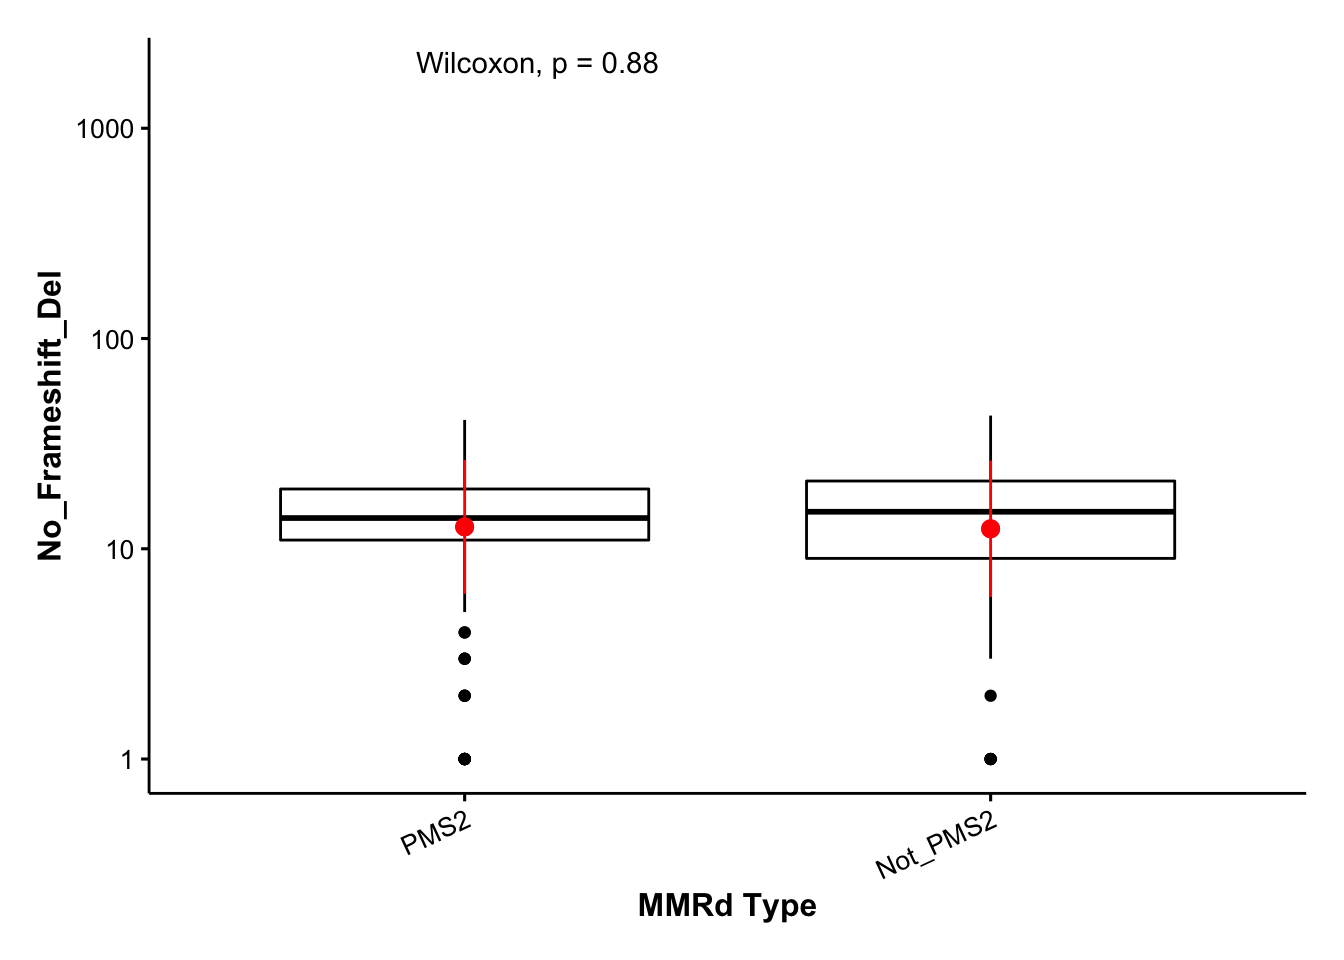 Wilcoxon, p = 0.88
No_Frameshift_Del
1000
100
10
1
PMS2
Not_PMS2
MMRd Type